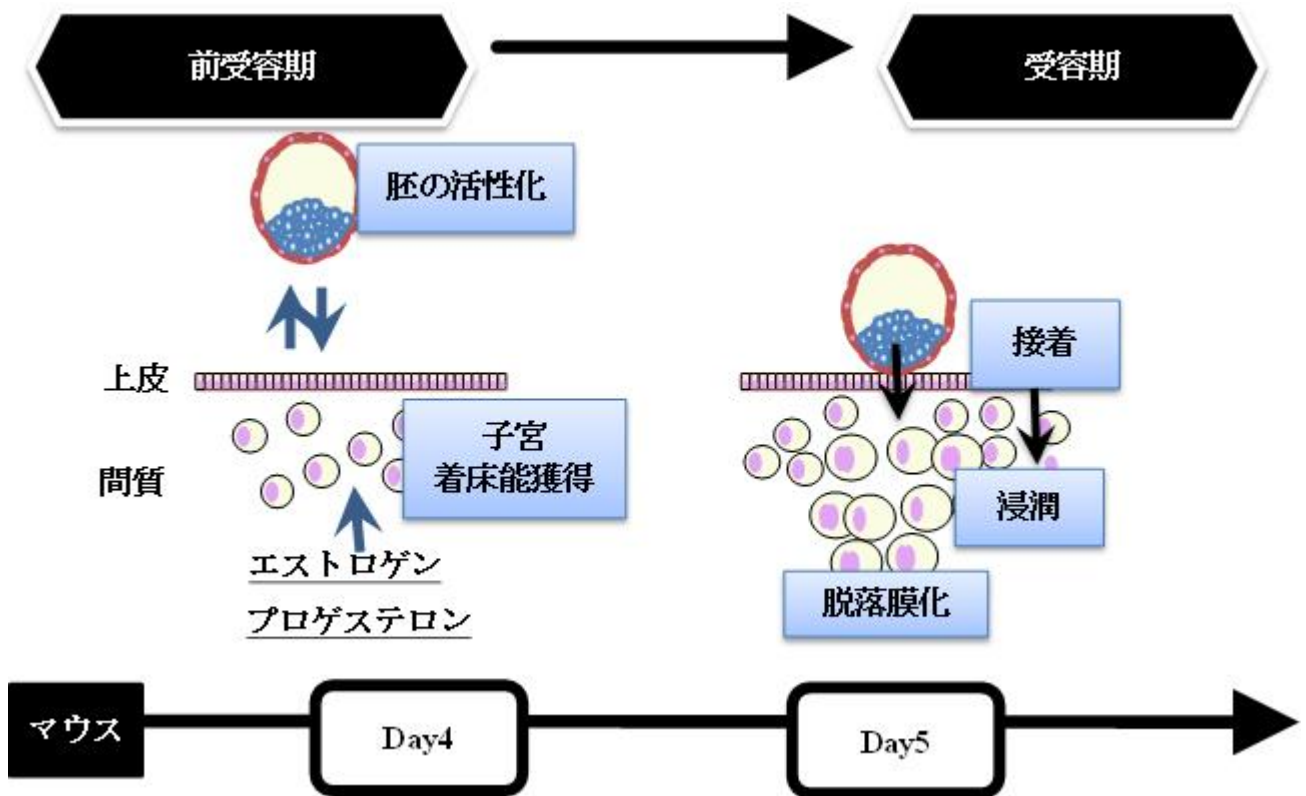 前受容期
受容期
胚の活性化
接着
上皮
子宮
着床能獲得
間質
浸潤
エストロゲン
プロゲステロン
脱落膜化
マウス
Day4
Day5